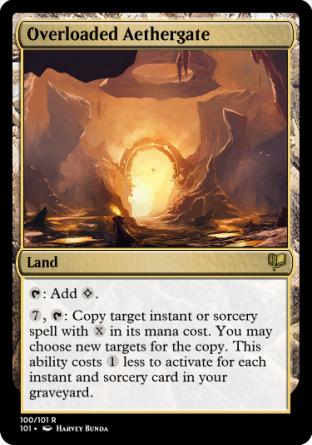 Overloaded Aethergate
Land
: Add .
7, : Copy target instant or sorcery
spell with X in its mana cost. You may
choose new targets for the copy. This
ability costs 1 less to activate for each
instant and sorcery card in your
graveyard.
100/101 R
101 • HARVEY BUNDA